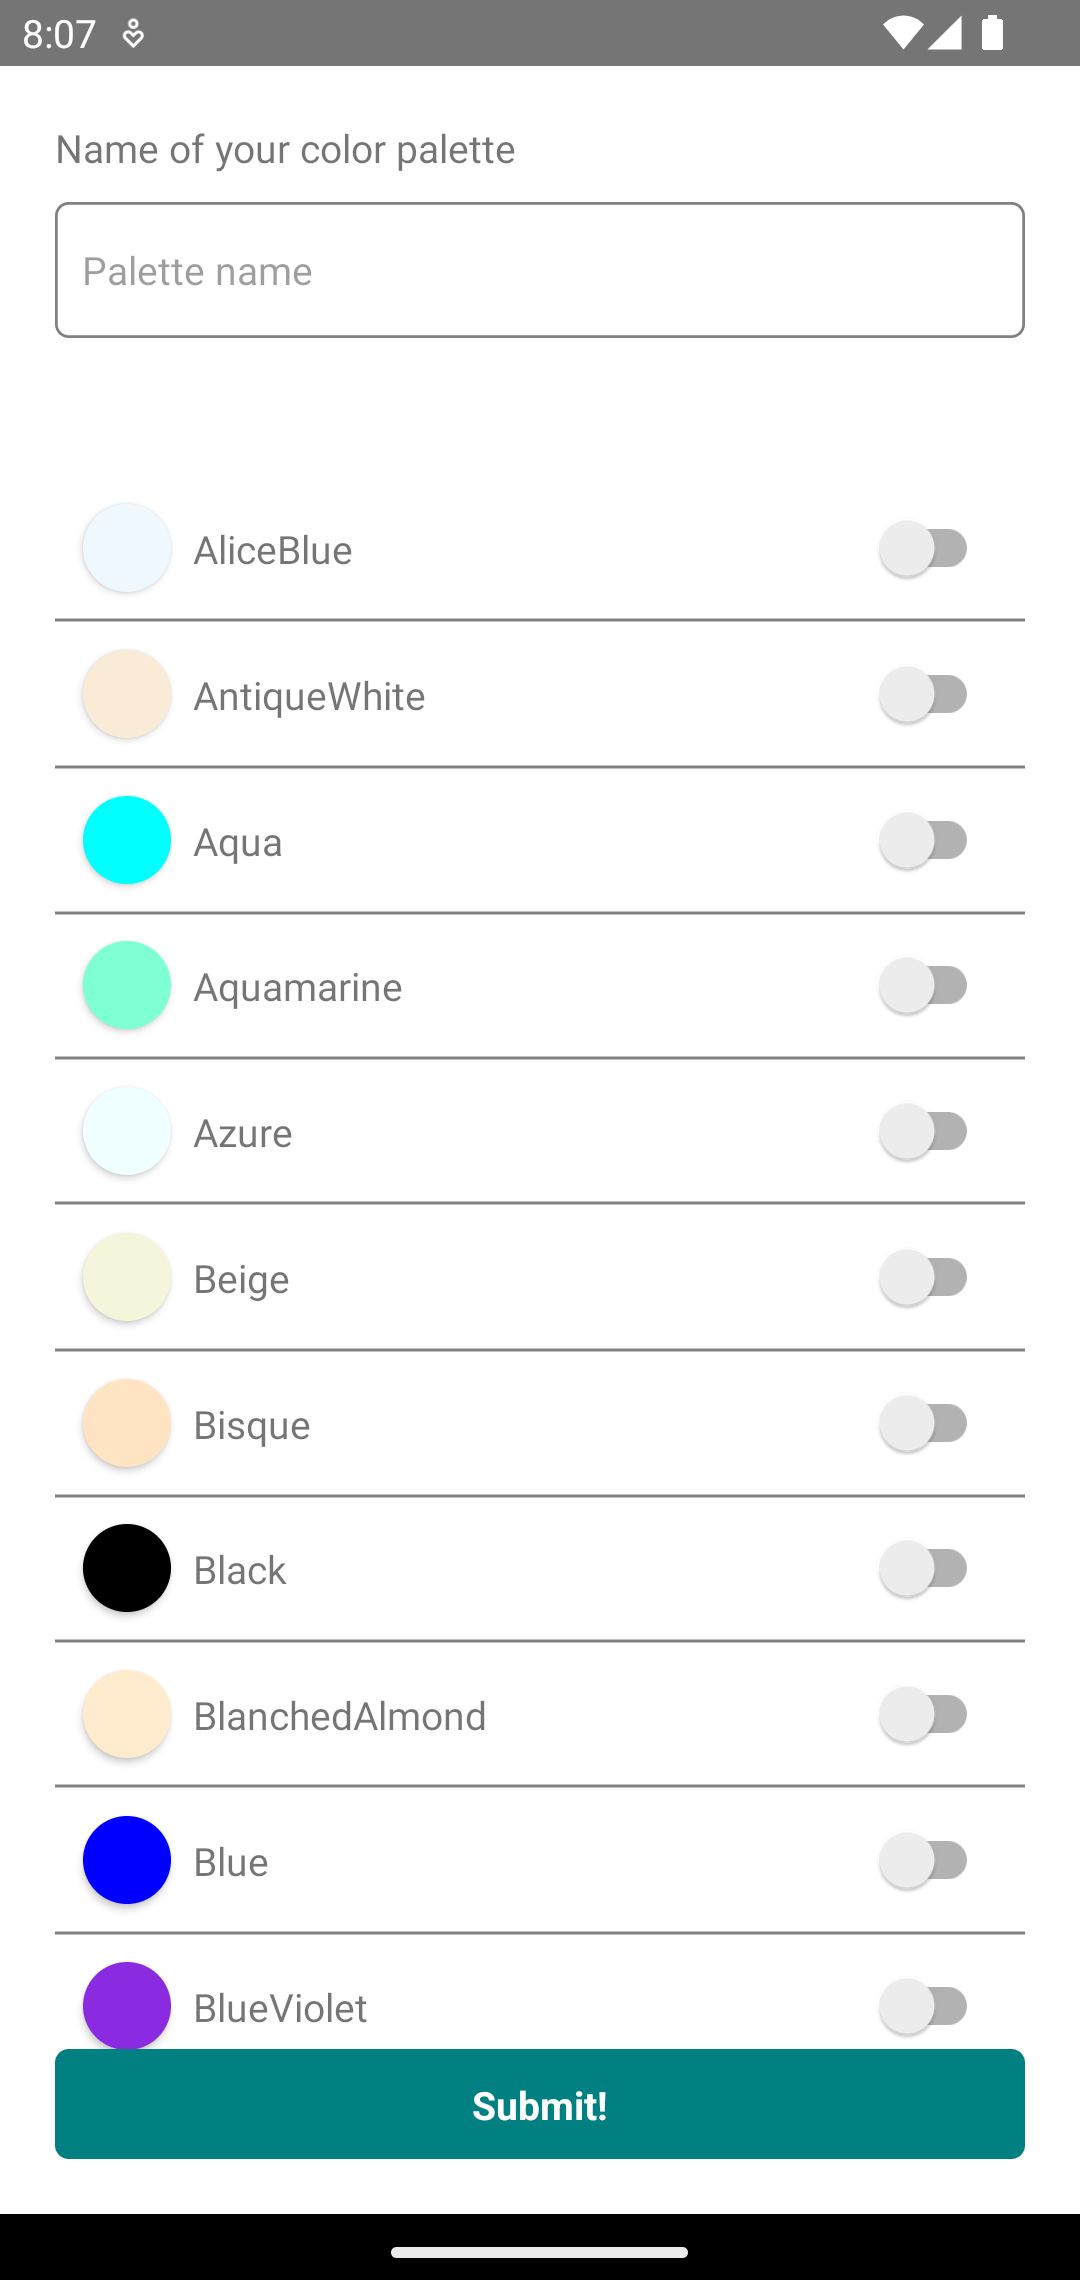 8:07
Name of your color palette
Palette name
AliceBlue
AntiqueWhite
Aqua
Aquamarine
Azure
Beige
Bisque
Black
BlanchedAlmond
Blue
BlueViolet
Submit!